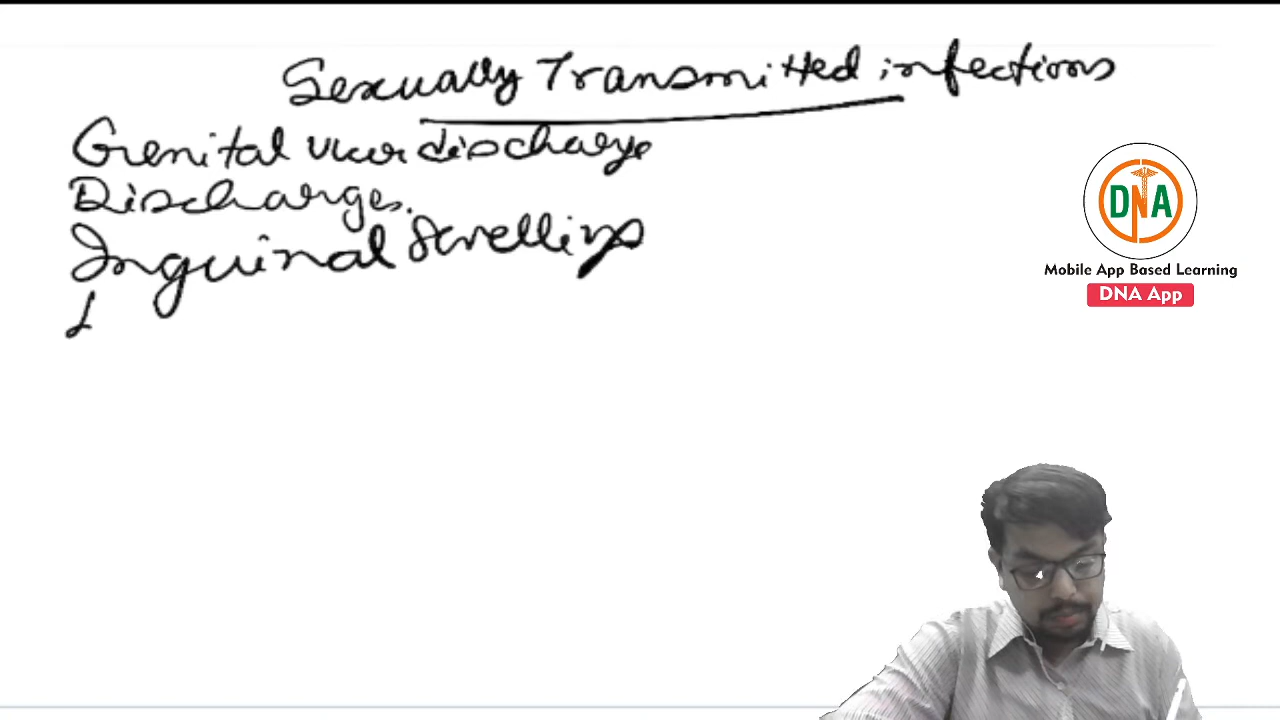 Sexually Transmitted infections
Genital ulcer discharge
Discharges.
Inguinal Swellings
DNA
Mobile App Based Learning
DNA App